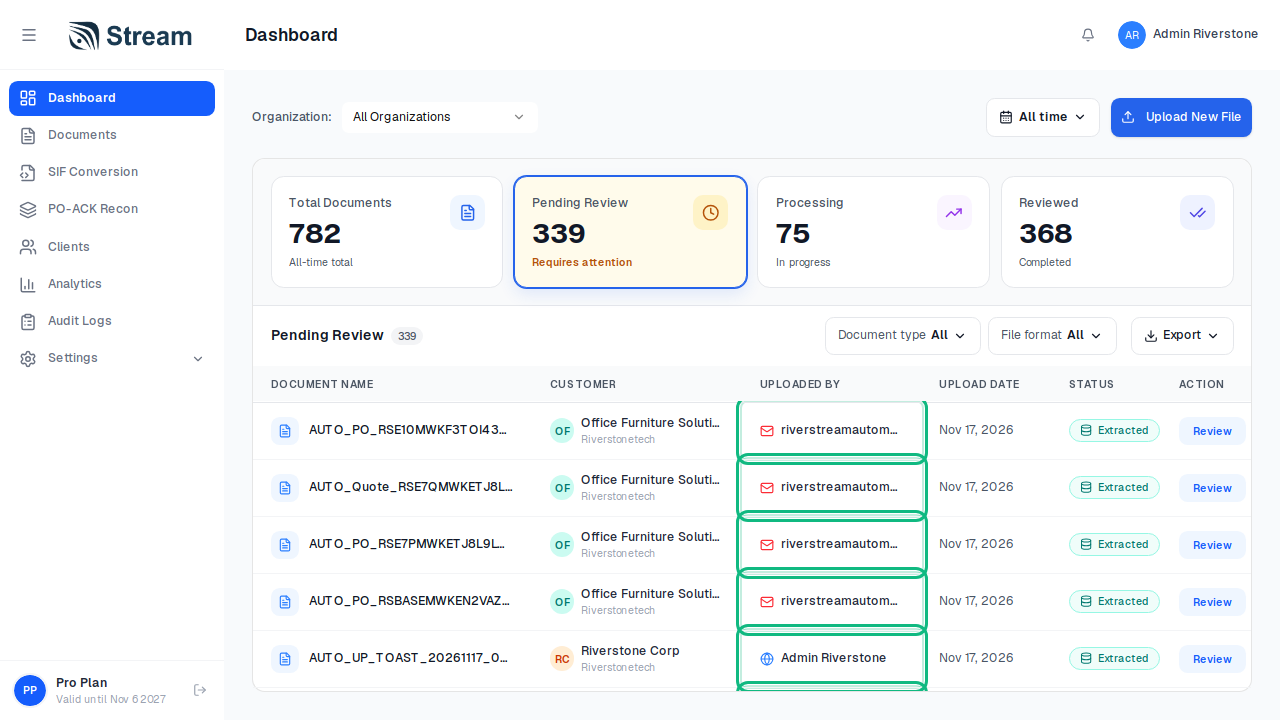 Stream
Dashboard
AR
Admin Riverstone
Dashboard
Documents
SIF Conversion
PO-ACK Recon
Clients
Analytics
Audit Logs
Settings
PP
Pro Plan
Valid until Nov 6 2027
Organization:
All Organizations
All time
Upload New File
Total Documents
782
All-time total
Pending Review
339
Requires attention
Processing
75
In progress
Reviewed
368
Completed
Pending Review 339
Document type All
File format All
Export
DOCUMENT NAME CUSTOMER UPLOADED BY UPLOAD DATE STATUS ACTION
AUTO_PO_RSE10MWKF3TOI43... OF Office Furniture Soluti... riverstreamautom... Nov 17, 2026 Extracted Review
Riverstonetech
AUTO_Quote_RSE7QMWKETJ8L... OF Office Furniture Soluti... riverstreamautom... Nov 17, 2026 Extracted Review
Riverstonetech
AUTO_PO_RSE7PMWKETJ8L9L... OF Office Furniture Soluti... riverstreamautom... Nov 17, 2026 Extracted Review
Riverstonetech
AUTO_PO_RSBASEMWKEN2VAZ... OF Office Furniture Soluti... riverstreamautom... Nov 17, 2026 Extracted Review
Riverstonetech
AUTO_UP_TOAST_20261117_0... RC Riverstone Corp Admin Riverstone Nov 17, 2026 Extracted Review
Riverstonetech